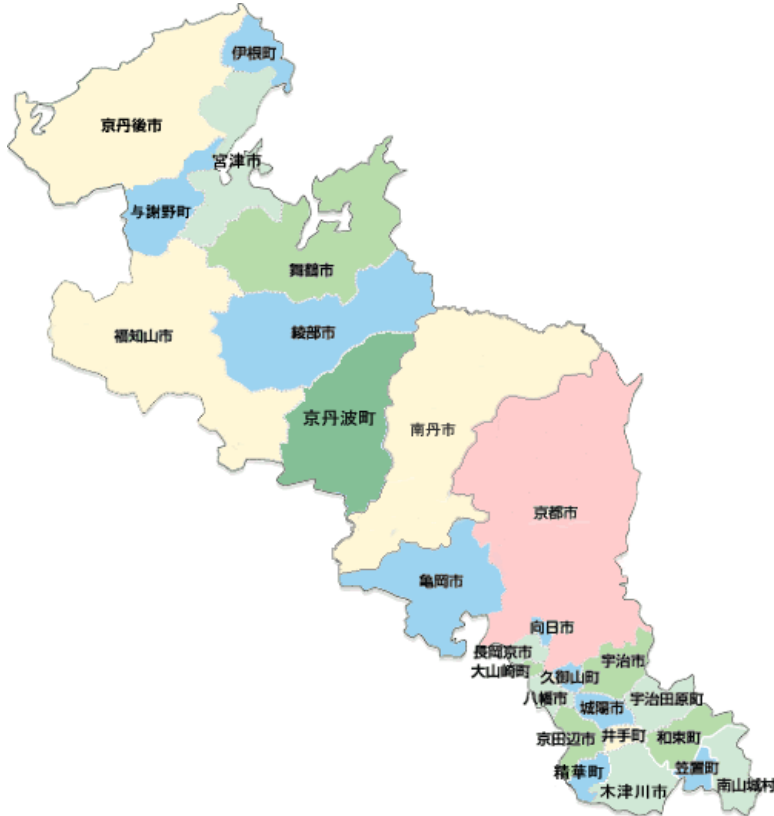 伊根町
京丹後市
宮津市
与謝野町
舞鶴市
綾部市
福知山市
京丹波町
南丹市
京都市
亀岡市
向日市
長岡京市
宇治市
大山崎町
久御山町
八幡市
宇治田原町
城陽市
京田辺市
井手町
和束町
精華町
笠置町
南山城村
木津川市